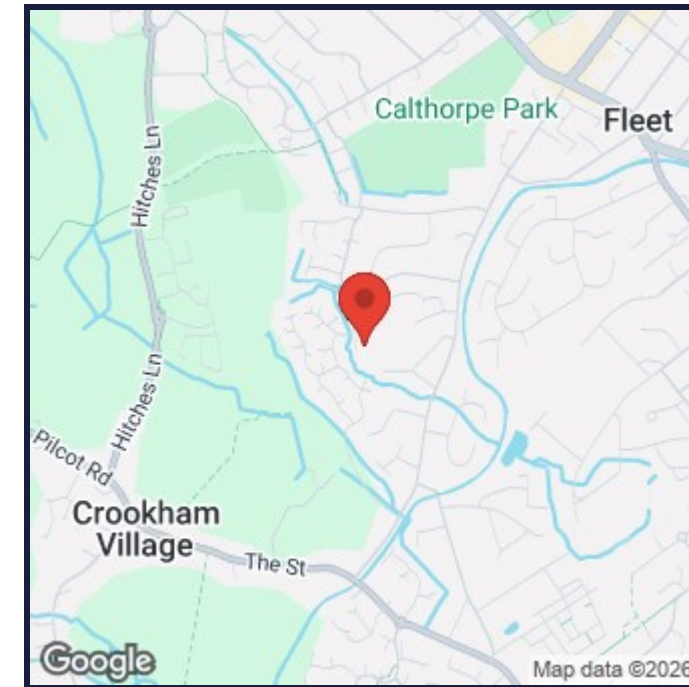 Calthorpe Park
Fleet
Hitches Ln
Hitches Ln
Pilcot Rd
Crookham
Village
The St
Google
Map data ©2026